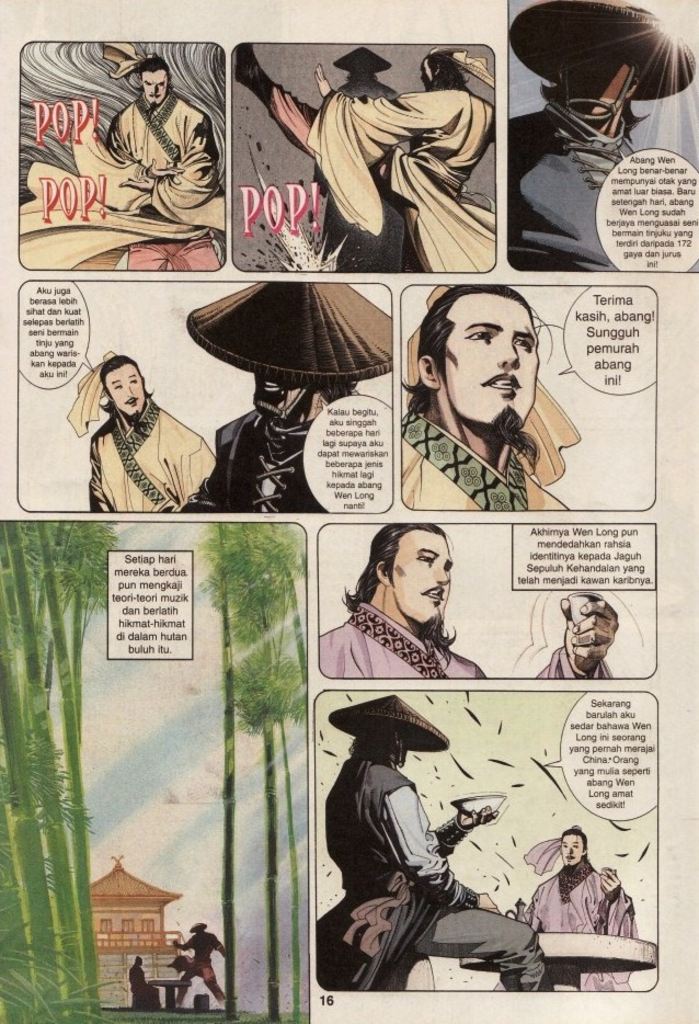 POP!
POP!
POP!
Abang Wen
Long benar-benar
mempunyai otak yang
amat luar biasa. Baru
setengah hari, abang
Wen Long sudah
berjaya menguasai seni
bermain tinjuku yang
terdiri daripada 172
gaya dan jurus
ini!
Aku juga
berasa lebih
sihat dan kuat
selepas berlatih
seni bermain
tinju yang
abang waris-
kan kepada
aku ini!
Kalau begitu,
aku singgah
beberapa hari
lagi supaya aku
dapat mewariskan
beberapa jenis
hikmat lagi
kepada abang
Wen Long
nanti!
Terima
kasih, abang!
Sungguh
pemurah
abang
ini!
Setiap hari
mereka berdua
pun mengkaji
teori-teori muzik
dan berlatih
hikmat-hikmat
di dalam hutan
buluh itu.
Akhirnya Wen Long pun
mendedahkan rahsia
identitinya kepada Jaguh
Sepuluh Kehandalan yang
telah menjadi kawan karibnya.
Sekarang
barulah aku
sedar bahawa Wen
Long ini seorang
yang pernah merajai
China. Orang
yang mulia seperti
abang Wen
Long amat
sedikit!
16